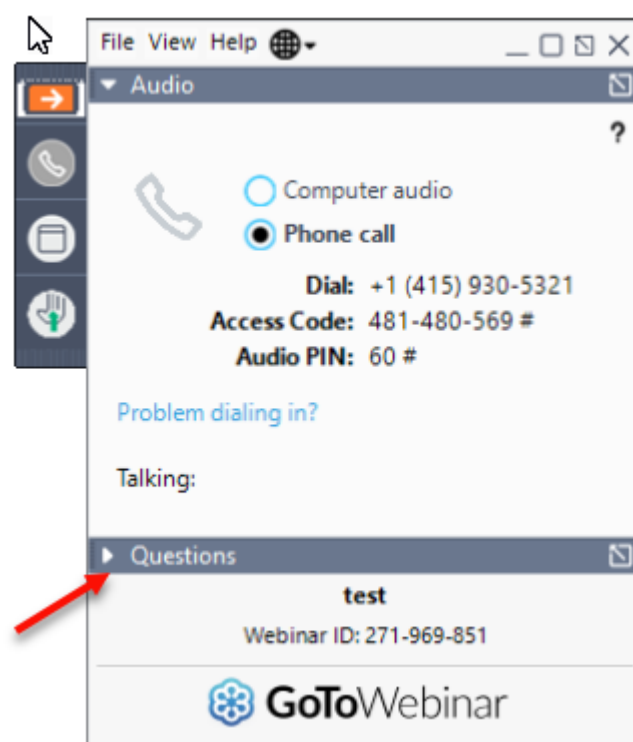 File View Help
Audio
?
Computer audio
Phone call
Dial: +1 (415) 930-5321
Access Code: 481-480-569 #
Audio PIN: 60 #
Problem dialing in?
Talking:
Questions
test
Webinar ID: 271-969-851
GoToWebinar